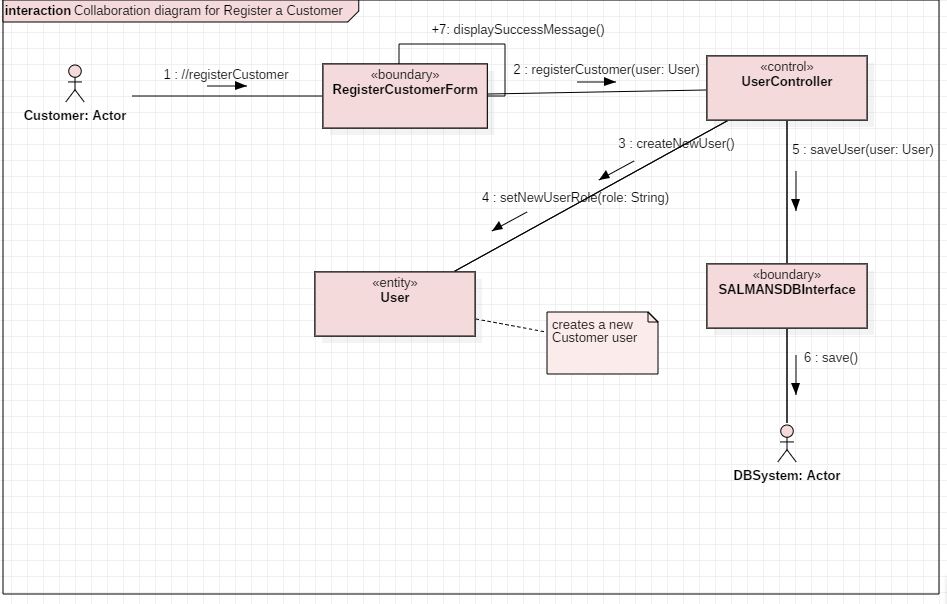 interaction Collaboration diagram for Register a Customer
+7: displaySuccessMessage()
1 : //registerCustomer
Customer: Actor
«boundary»
RegisterCustomerForm
2 : registerCustomer(user: User)
«control»
UserController
3 : createNewUser()
4 : setNewUserRole(role: String)
5 : saveUser(user: User)
«entity»
User
creates a new
Customer user
«boundary»
SALMANSDBInterface
6 : save()
DBSystem: Actor